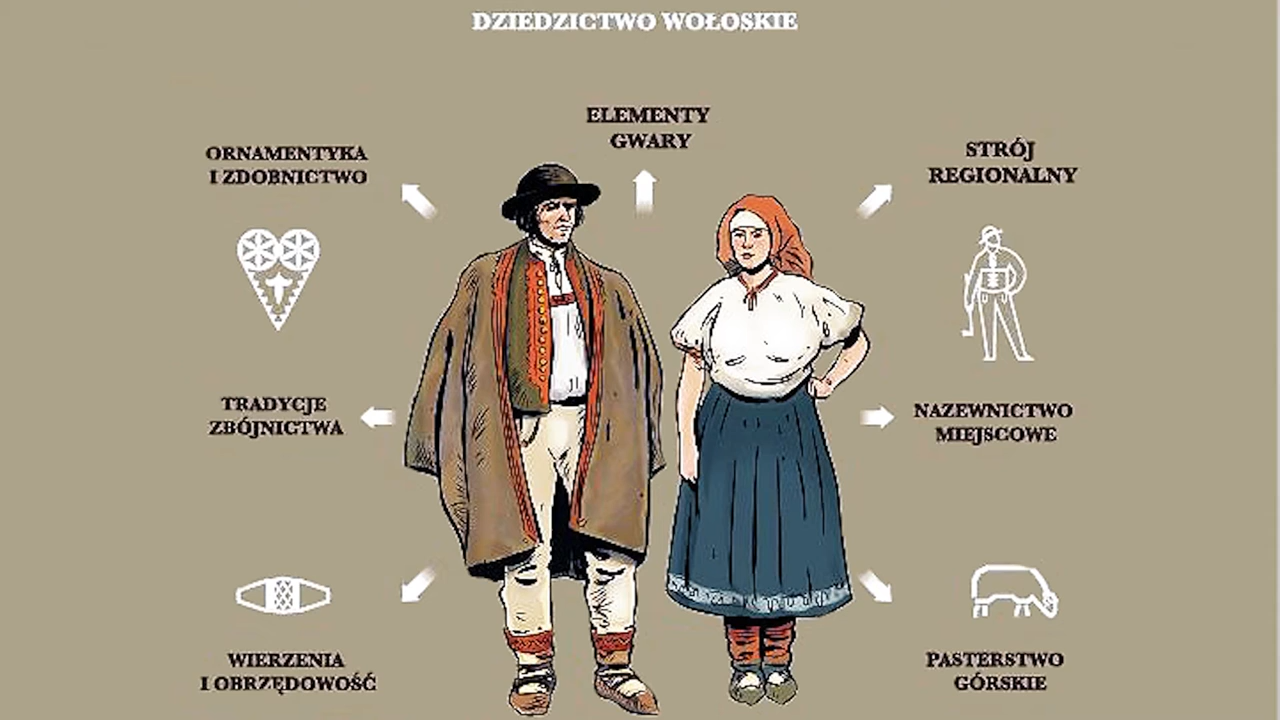 DZIEDZICTWO WOŁOSKIE
ELEMENTY
GWARY
ORNAMENTYKA
I ZDOBNICTWO
STRÓJ
REGIONALNY
TRADYCJE
ZBÓJNICTWA
NAZEWNICTWO
MIEJSCOWE
WIERZENIA
I OBRZĘDOWOŚĆ
PASTERSTWO
GÓRSKIE